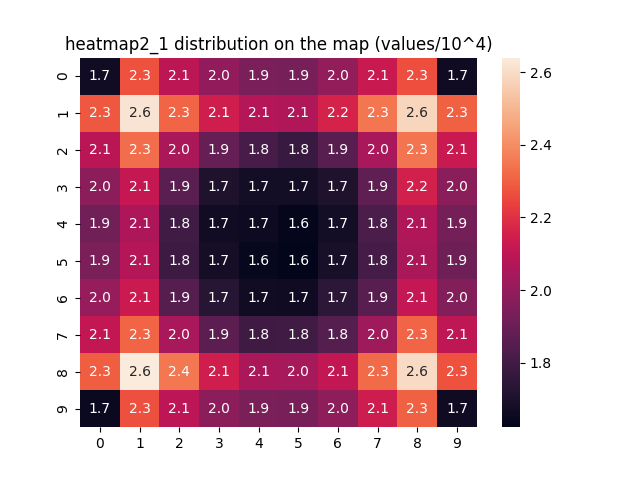 heatmap2_1 distribution on the map (values/10^4)
0 1.7 2.3 2.1 2.0 1.9 1.9 2.0 2.1 2.3 1.7
1 2.3 2.6 2.3 2.1 2.1 2.1 2.2 2.3 2.6 2.3
2 2.1 2.3 2.0 1.9 1.8 1.8 1.9 2.0 2.3 2.1
3 2.0 2.1 1.9 1.7 1.7 1.7 1.7 1.9 2.2 2.0
4 1.9 2.1 1.8 1.7 1.7 1.6 1.7 1.8 2.1 1.9
5 1.9 2.1 1.8 1.7 1.6 1.6 1.7 1.8 2.1 1.9
6 2.0 2.1 1.9 1.7 1.7 1.7 1.7 1.9 2.1 2.0
7 2.1 2.3 2.0 1.9 1.8 1.8 1.8 2.0 2.3 2.1
8 2.3 2.6 2.4 2.1 2.1 2.0 2.1 2.3 2.6 2.3
9 1.7 2.3 2.1 2.0 1.9 1.9 2.0 2.1 2.3 1.7
0 1 2 3 4 5 6 7 8 9
2.6
2.4
2.2
2.0
1.8